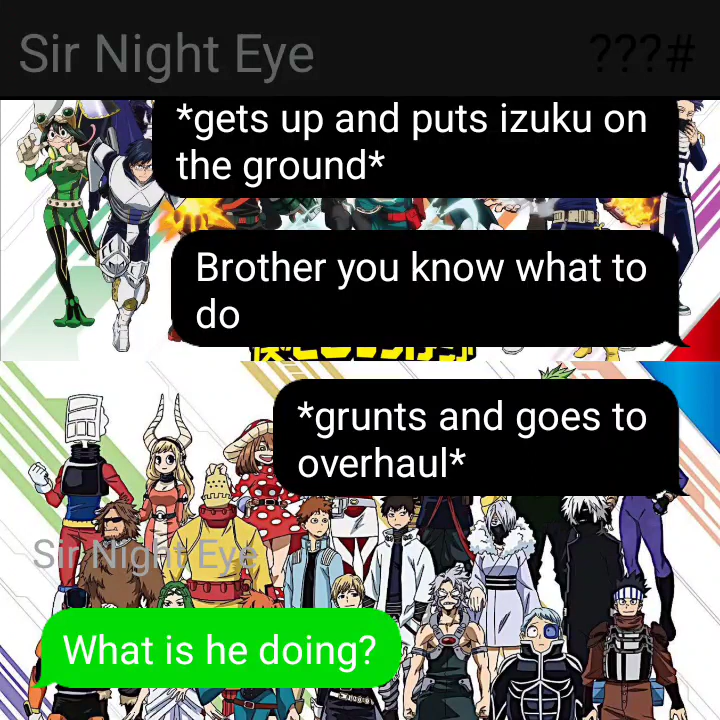 Sir Night Eye
???#
*gets up and puts izuku on
the ground*
Brother you know what to
do
*grunts and goes to
overhaul*
Sir Night Eye
What is he doing?